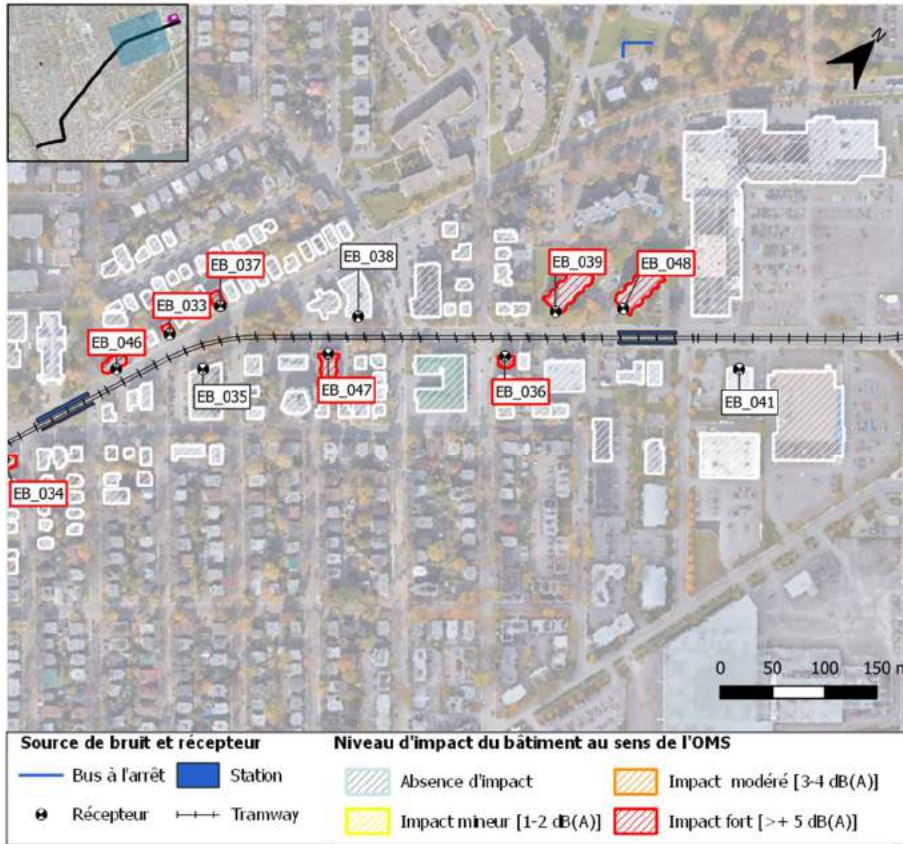 N
EB_037
EB_038
EB_039
EB_048
EB_033
EB_046
EB_035
EB_047
EB_036
EB_041
EB_034
0 50 100 150 m
Source de bruit et récepteur
Bus à l'arrêt
Station
Récepteur
Tramway
Niveau d'impact du bâtiment au sens de l'OMS
Absence d'impact
Impact modéré [3-4 dB(A)]
Impact mineur [1-2 dB(A)]
Impact fort [>+ 5 dB(A)]